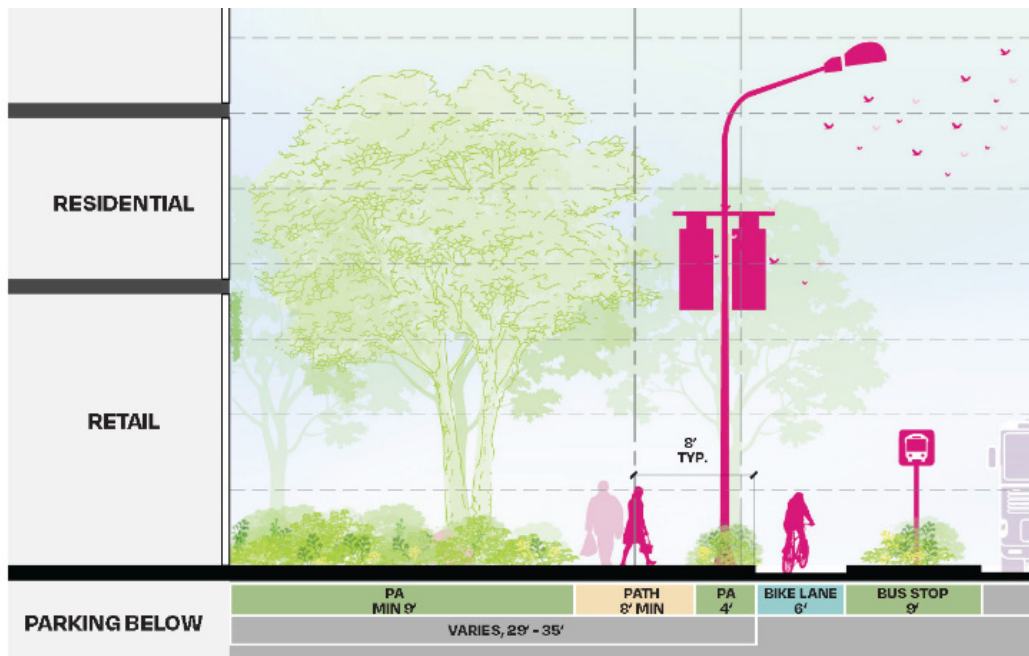 RESIDENTIAL
RETAIL
8'
TYP.
PARKING BELOW
PA
MIN 9'
PATH
8' MIN
PA
4'
BIKE LANE
6'
BUS STOP
9'
VARIES, 29' - 35'